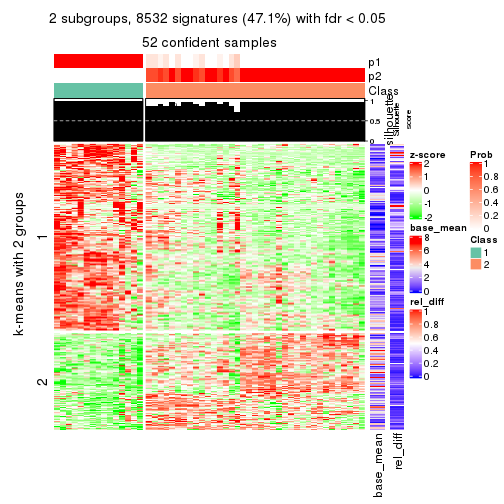 2 subgroups, 8532 signatures (47.1%) with fdr < 0.05
52 confident samples
p1
p2
Class
1
0.5
0
silhouette
Silhouette
score
k-means with 2 groups
1
2
base_mean
rel_diff
z-score
2
1
0
-1
-2
base_mean
8
6
4
2
0
rel_diff
1
0.8
0.6
0.4
0.2
0
Prob
1
0.8
0.6
0.4
0.2
0
Class
1
2